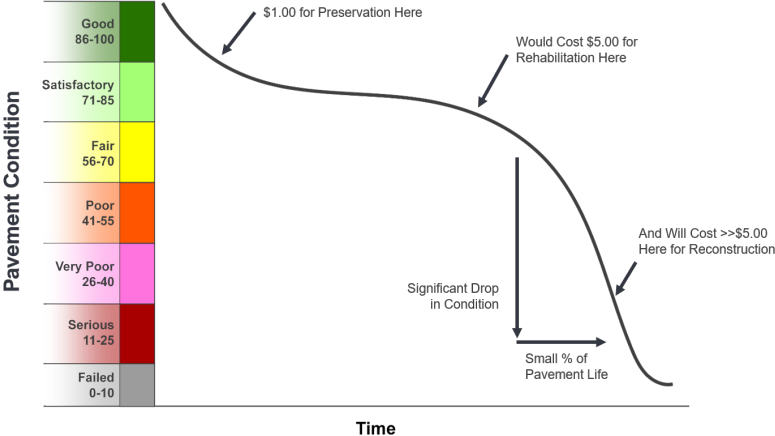 Pavement Condition
Good
86-100
Satisfactory
71-85
Fair
56-70
Poor
41-55
Very Poor
26-40
Serious
11-25
Failed
0-10
$1.00 for Preservation Here
Would Cost $5.00 for
Rehabilitation Here
And Will Cost >>$5.00
Here for Reconstruction
Significant Drop
in Condition
Small % of
Pavement Life
Time